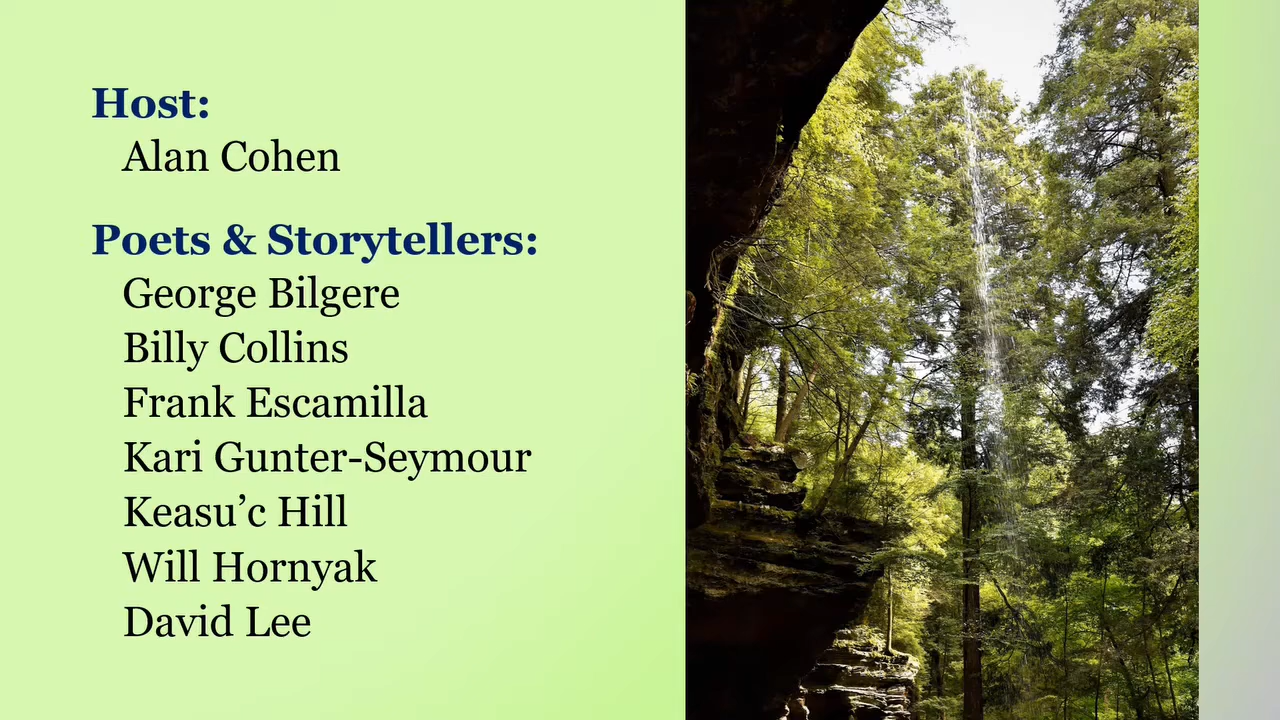 Host:
Alan Cohen
Poets & Storytellers:
George Bilgere
Billy Collins
Frank Escamilla
Kari Gunter-Seymour
Keasu’c Hill
Will Hornyak
David Lee